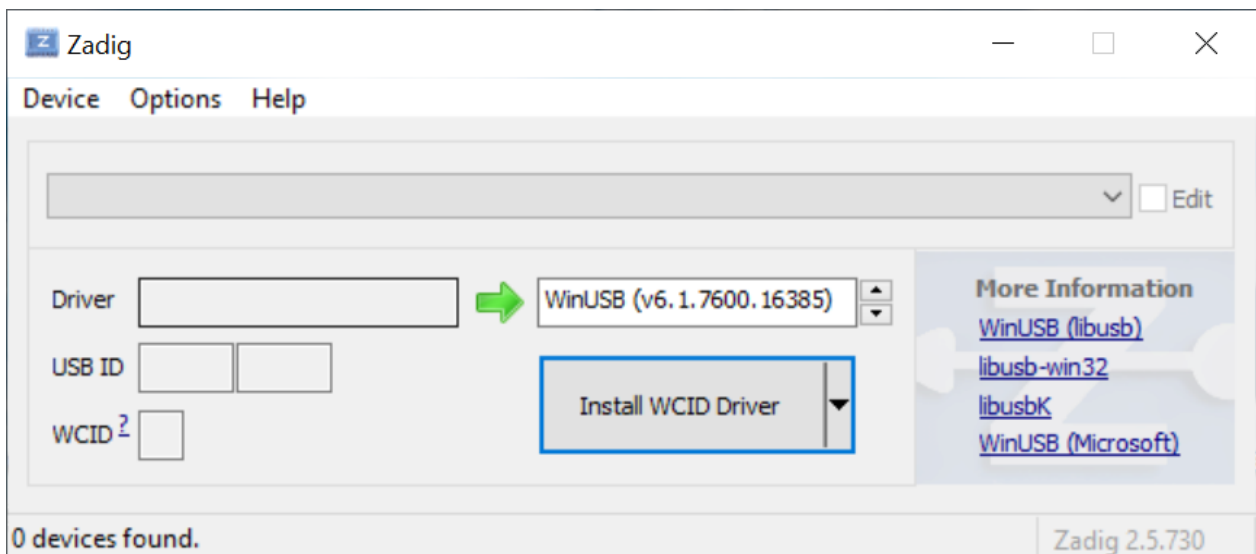 Zadig
Device Options Help
Edit
Driver
WinUSB (v6.1.7600.16385)
USB ID
WCID ?
Install WCID Driver
More Information
WinUSB (libusb)
libusb-win32
libusbK
WinUSB (Microsoft)
0 devices found.
Zadig 2.5.730